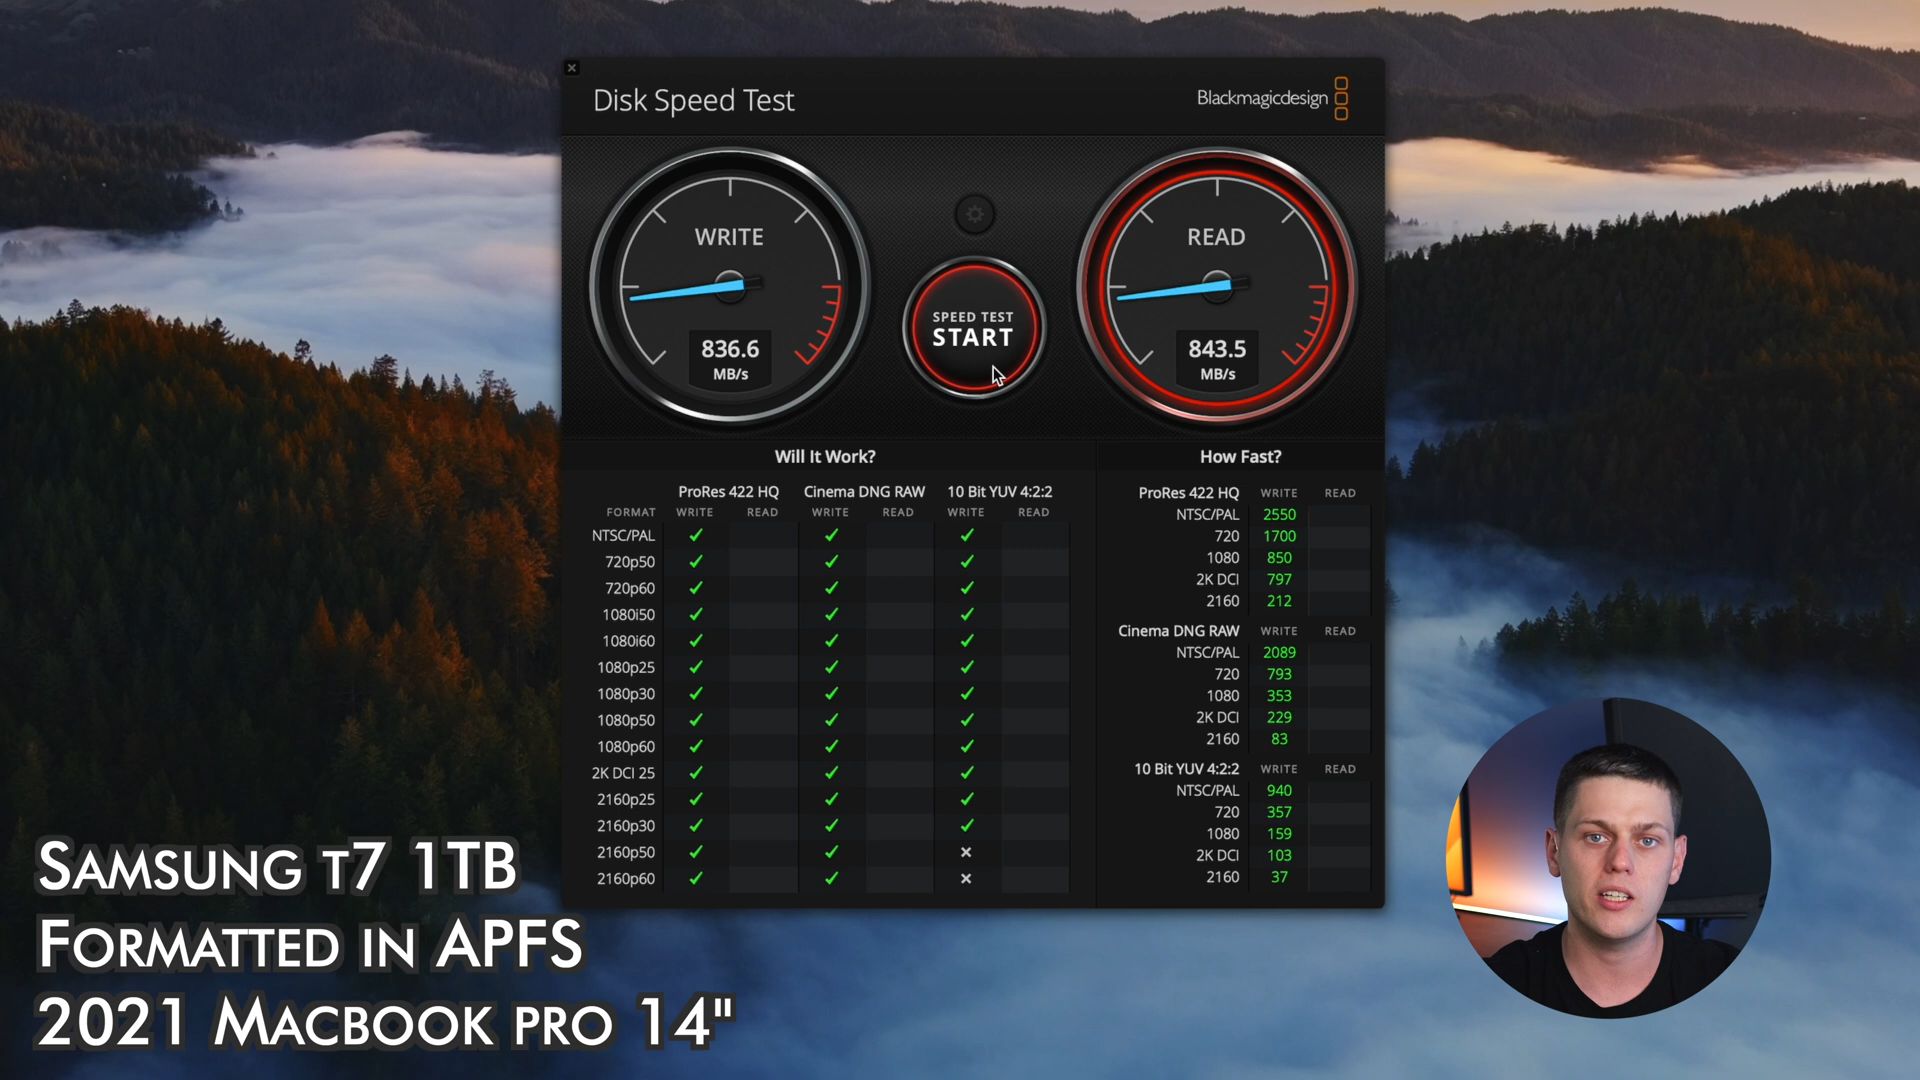 Disk Speed Test
Blackmagicdesign
WRITE
836.6
MB/s
SPEED TEST
START
READ
843.5
MB/s
Will It Work?
ProRes 422 HQ Cinema DNG RAW 10 Bit YUV 4:2:2
FORMAT WRITE READ WRITE READ WRITE READ
NTSC/PAL ✓ ✓ ✓
720p50 ✓ ✓ ✓
720p60 ✓ ✓ ✓
1080i50 ✓ ✓ ✓
1080i60 ✓ ✓ ✓
1080p25 ✓ ✓ ✓
1080p30 ✓ ✓ ✓
1080p50 ✓ ✓ ✓
1080p60 ✓ ✓ ✓
2K DCI 25 ✓ ✓ ✓
2160p25 ✓ ✓ ✓
2160p30 ✓ ✓ ✓
2160p50 ✓ ✓ ×
2160p60 ✓ ✓ ×
How Fast?
ProRes 422 HQ WRITE READ
NTSC/PAL 2550
720 1700
1080 850
2K DCI 797
2160 212
Cinema DNG RAW WRITE READ
NTSC/PAL 2089
720 793
1080 353
2K DCI 229
2160 83
10 Bit YUV 4:2:2 WRITE READ
NTSC/PAL 940
720 357
1080 159
2K DCI 103
2160 37
SAMSUNG T7 1TB
FORMATTED IN APFS
2021 MACBOOK PRO 14"